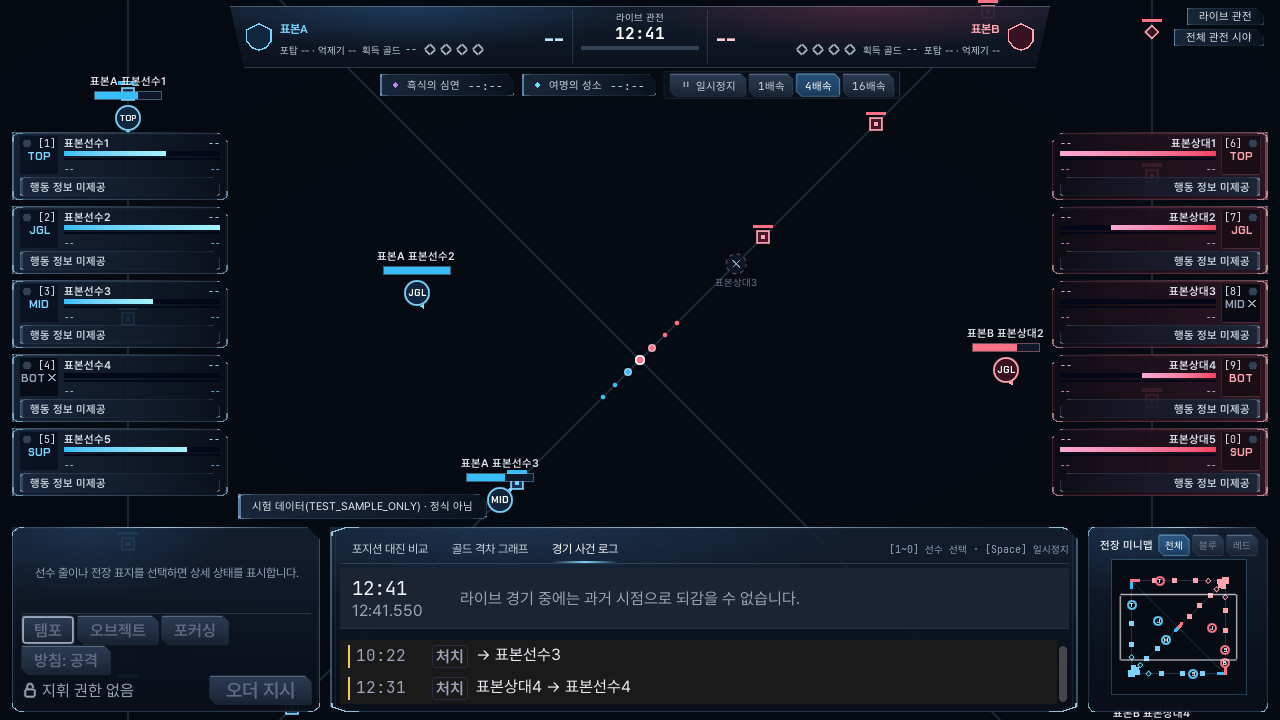 표본A
포탑 -- · 억제기 -- 획득 골드 --
--
라이브 관전
12:41
--
표본B
획득 골드 -- 포탑 -- · 억제기 --
라이브 관전
전체 관전 시야
흑식의 심연 --:--
여명의 성소 --:--
일시정지
1배속
4배속
16배속
표본A 표본선수1
TOP
[1] 표본선수1 --
TOP
-- --
행동 정보 미제공
[2] 표본선수2 --
JGL
-- --
행동 정보 미제공
[3] 표본선수3 --
MID
-- --
행동 정보 미제공
[4] 표본선수4 --
BOT ×
-- --
행동 정보 미제공
[5] 표본선수5 --
SUP
-- --
행동 정보 미제공
-- 표본상대1 [6]
TOP
-- --
행동 정보 미제공
-- 표본상대2 [7]
JGL
-- --
행동 정보 미제공
-- 표본상대3 [8]
MID ×
-- --
행동 정보 미제공
-- 표본상대4 [9]
BOT
-- --
행동 정보 미제공
-- 표본상대5 [0]
SUP
-- --
행동 정보 미제공
표본A 표본선수2
JGL
표본상대3
표본B 표본상대2
JGL
표본A 표본선수3
MID
시험 데이터(TEST_SAMPLE_ONLY) · 정식 아님
선수 줄이나 전장 표지를 선택하면 상세 상태를 표시합니다.
템포
오브젝트
포커싱
방침: 공격
지휘 권한 없음
오더 지시
포지션 대진 비교
골드 격차 그래프
경기 사건 로그
[1~0] 선수 선택 · [Space] 일시정지
12:41
12:41.550
라이브 경기 중에는 과거 시점으로 되감을 수 없습니다.
10:22 처치 → 표본선수3
12:31 처치 표본상대4 → 표본선수4
전장 미니맵
전체
블루
레드
표본B 표본상대4